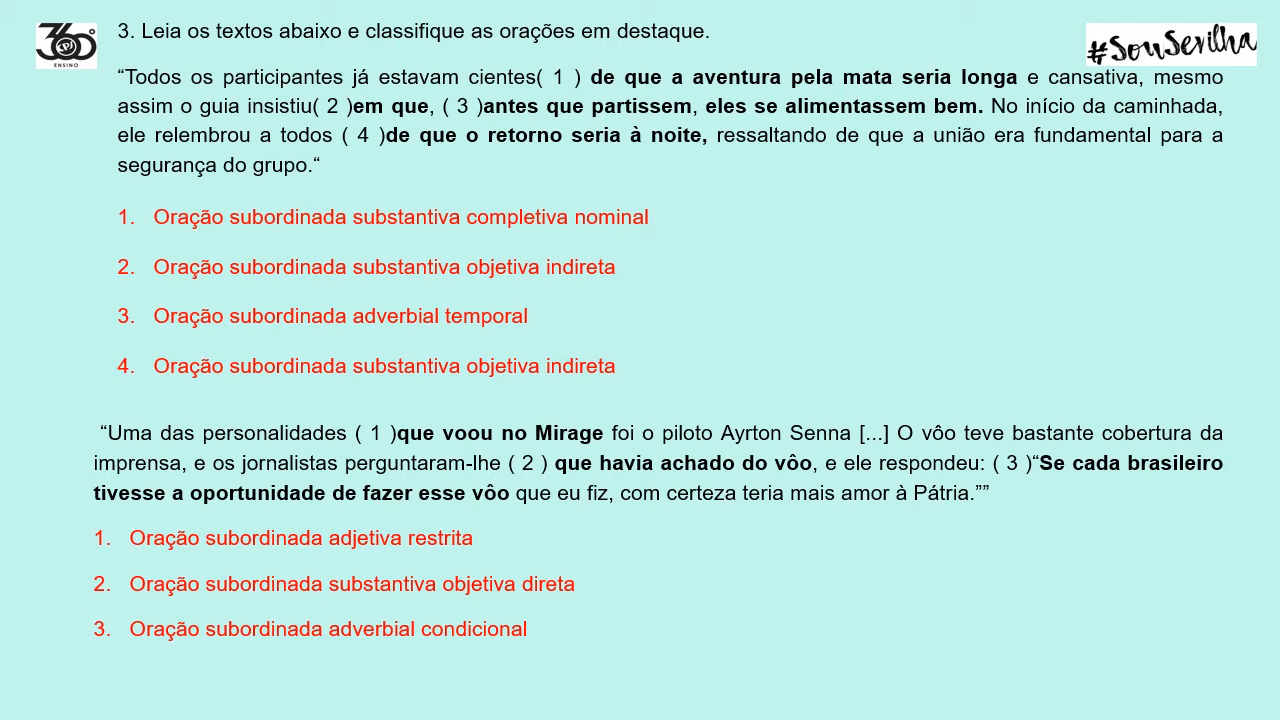 360°
ENSINO
#SouSevilha
3. Leia os textos abaixo e classifique as orações em destaque.
“Todos os participantes já estavam cientes( 1 ) de que a aventura pela mata seria longa e cansativa, mesmo
assim o guia insistiu( 2 )em que, ( 3 )antes que partissem, eles se alimentassem bem. No início da caminhada,
ele relembrou a todos ( 4 )de que o retorno seria à noite, ressaltando de que a união era fundamental para a
segurança do grupo.“
1. Oração subordinada substantiva completiva nominal
2. Oração subordinada substantiva objetiva indireta
3. Oração subordinada adverbial temporal
4. Oração subordinada substantiva objetiva indireta
“Uma das personalidades ( 1 )que voou no Mirage foi o piloto Ayrton Senna [...] O vôo teve bastante cobertura da
imprensa, e os jornalistas perguntaram-lhe ( 2 ) que havia achado do vôo, e ele respondeu: ( 3 )“Se cada brasileiro
tivesse a oportunidade de fazer esse vôo que eu fiz, com certeza teria mais amor à Pátria.””
1. Oração subordinada adjetiva restrita
2. Oração subordinada substantiva objetiva direta
3. Oração subordinada adverbial condicional